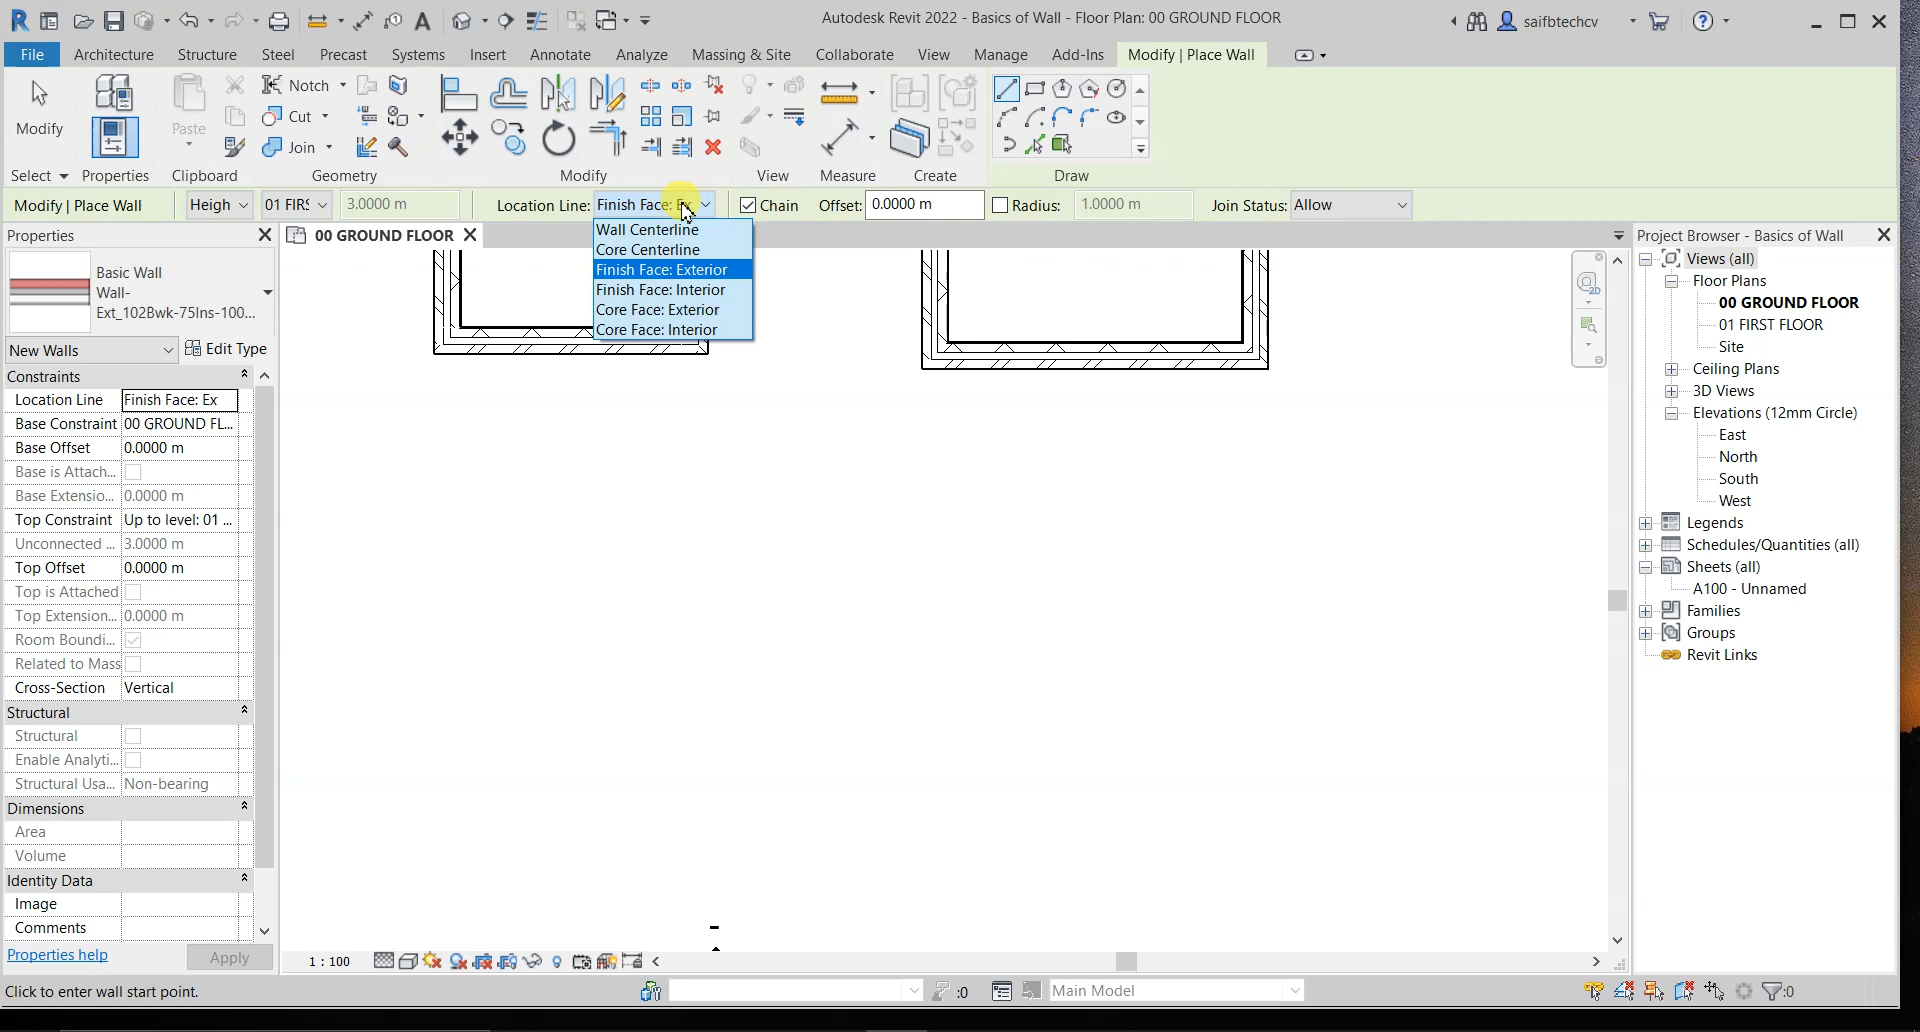 Autodesk Revit 2022 - Basics of Wall - Floor Plan: 00 GROUND FLOOR
saifbtechcv
File Architecture Structure Steel Precast Systems Insert Annotate Analyze Massing & Site Collaborate View Manage Add-Ins Modify | Place Wall
Modify
Paste
Notch
Cut
Join
Select Properties Clipboard Geometry Modify View Measure Create Draw
Modify | Place Wall Heigh 01 FIRS 3.0000 m Location Line: Finish Face: Ex Chain Offset: 0.0000 m Radius: 1.0000 m Join Status: Allow
Wall Centerline
Core Centerline
Finish Face: Exterior
Finish Face: Interior
Core Face: Exterior
Core Face: Interior
Properties
Basic Wall
Wall-
Ext_102Bwk-75Ins-100...
New Walls Edit Type
Constraints
Location Line Finish Face: Ex
Base Constraint 00 GROUND FL...
Base Offset 0.0000 m
Base is Attach...
Base Extensio... 0.0000 m
Top Constraint Up to level: 01 ...
Unconnected ... 3.0000 m
Top Offset 0.0000 m
Top is Attached
Top Extension... 0.0000 m
Room Boundi...
Related to Mass
Cross-Section Vertical
Structural
Structural
Enable Analyti...
Structural Usa... Non-bearing
Dimensions
Area
Volume
Identity Data
Image
Comments
Properties help Apply
00 GROUND FLOOR
2D
1 : 100
Project Browser - Basics of Wall
Views (all)
Floor Plans
00 GROUND FLOOR
01 FIRST FLOOR
Site
Ceiling Plans
3D Views
Elevations (12mm Circle)
East
North
South
West
Legends
Schedules/Quantities (all)
Sheets (all)
A100 - Unnamed
Families
Groups
Revit Links
Click to enter wall start point. :0 Main Model :0